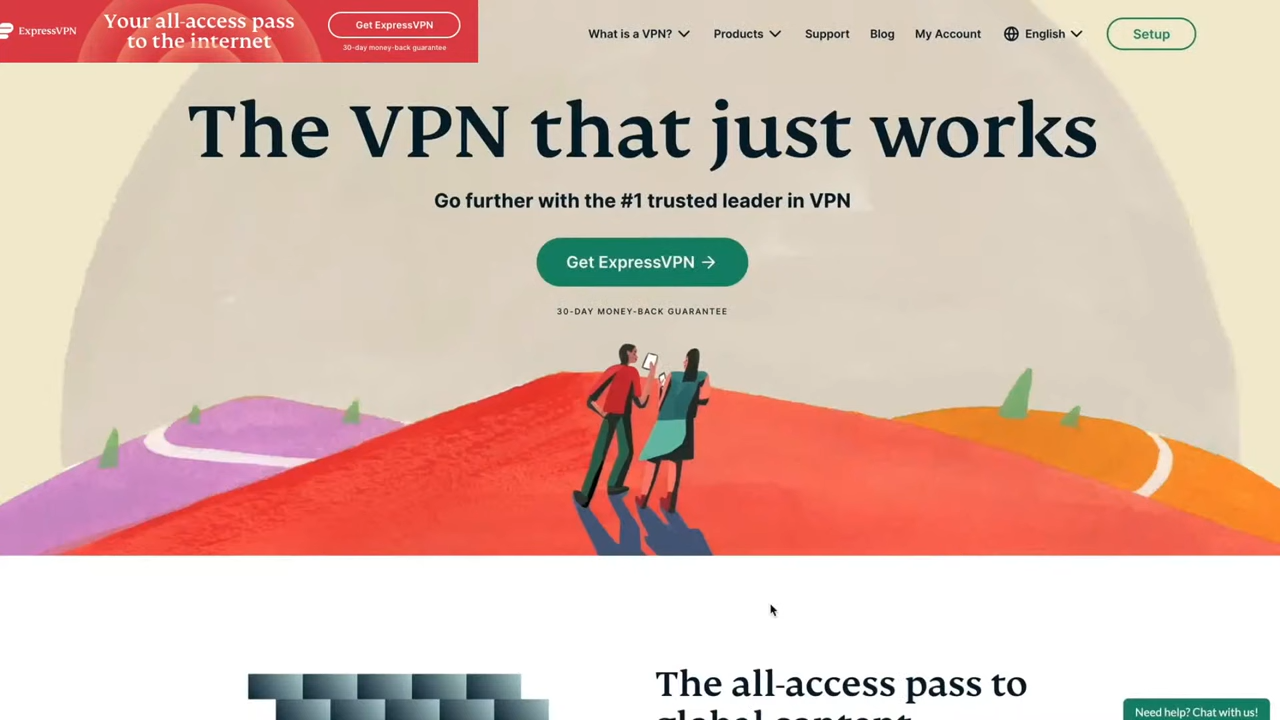 ExpressVPN
Your all-access pass
to the internet
Get ExpressVPN
30-day money-back guarantee
What is a VPN?
Products
Support
Blog
My Account
English
Setup
The VPN that just works
Go further with the #1 trusted leader in VPN
Get ExpressVPN →
30-DAY MONEY-BACK GUARANTEE
The all-access pass to
global content
Need help? Chat with us!